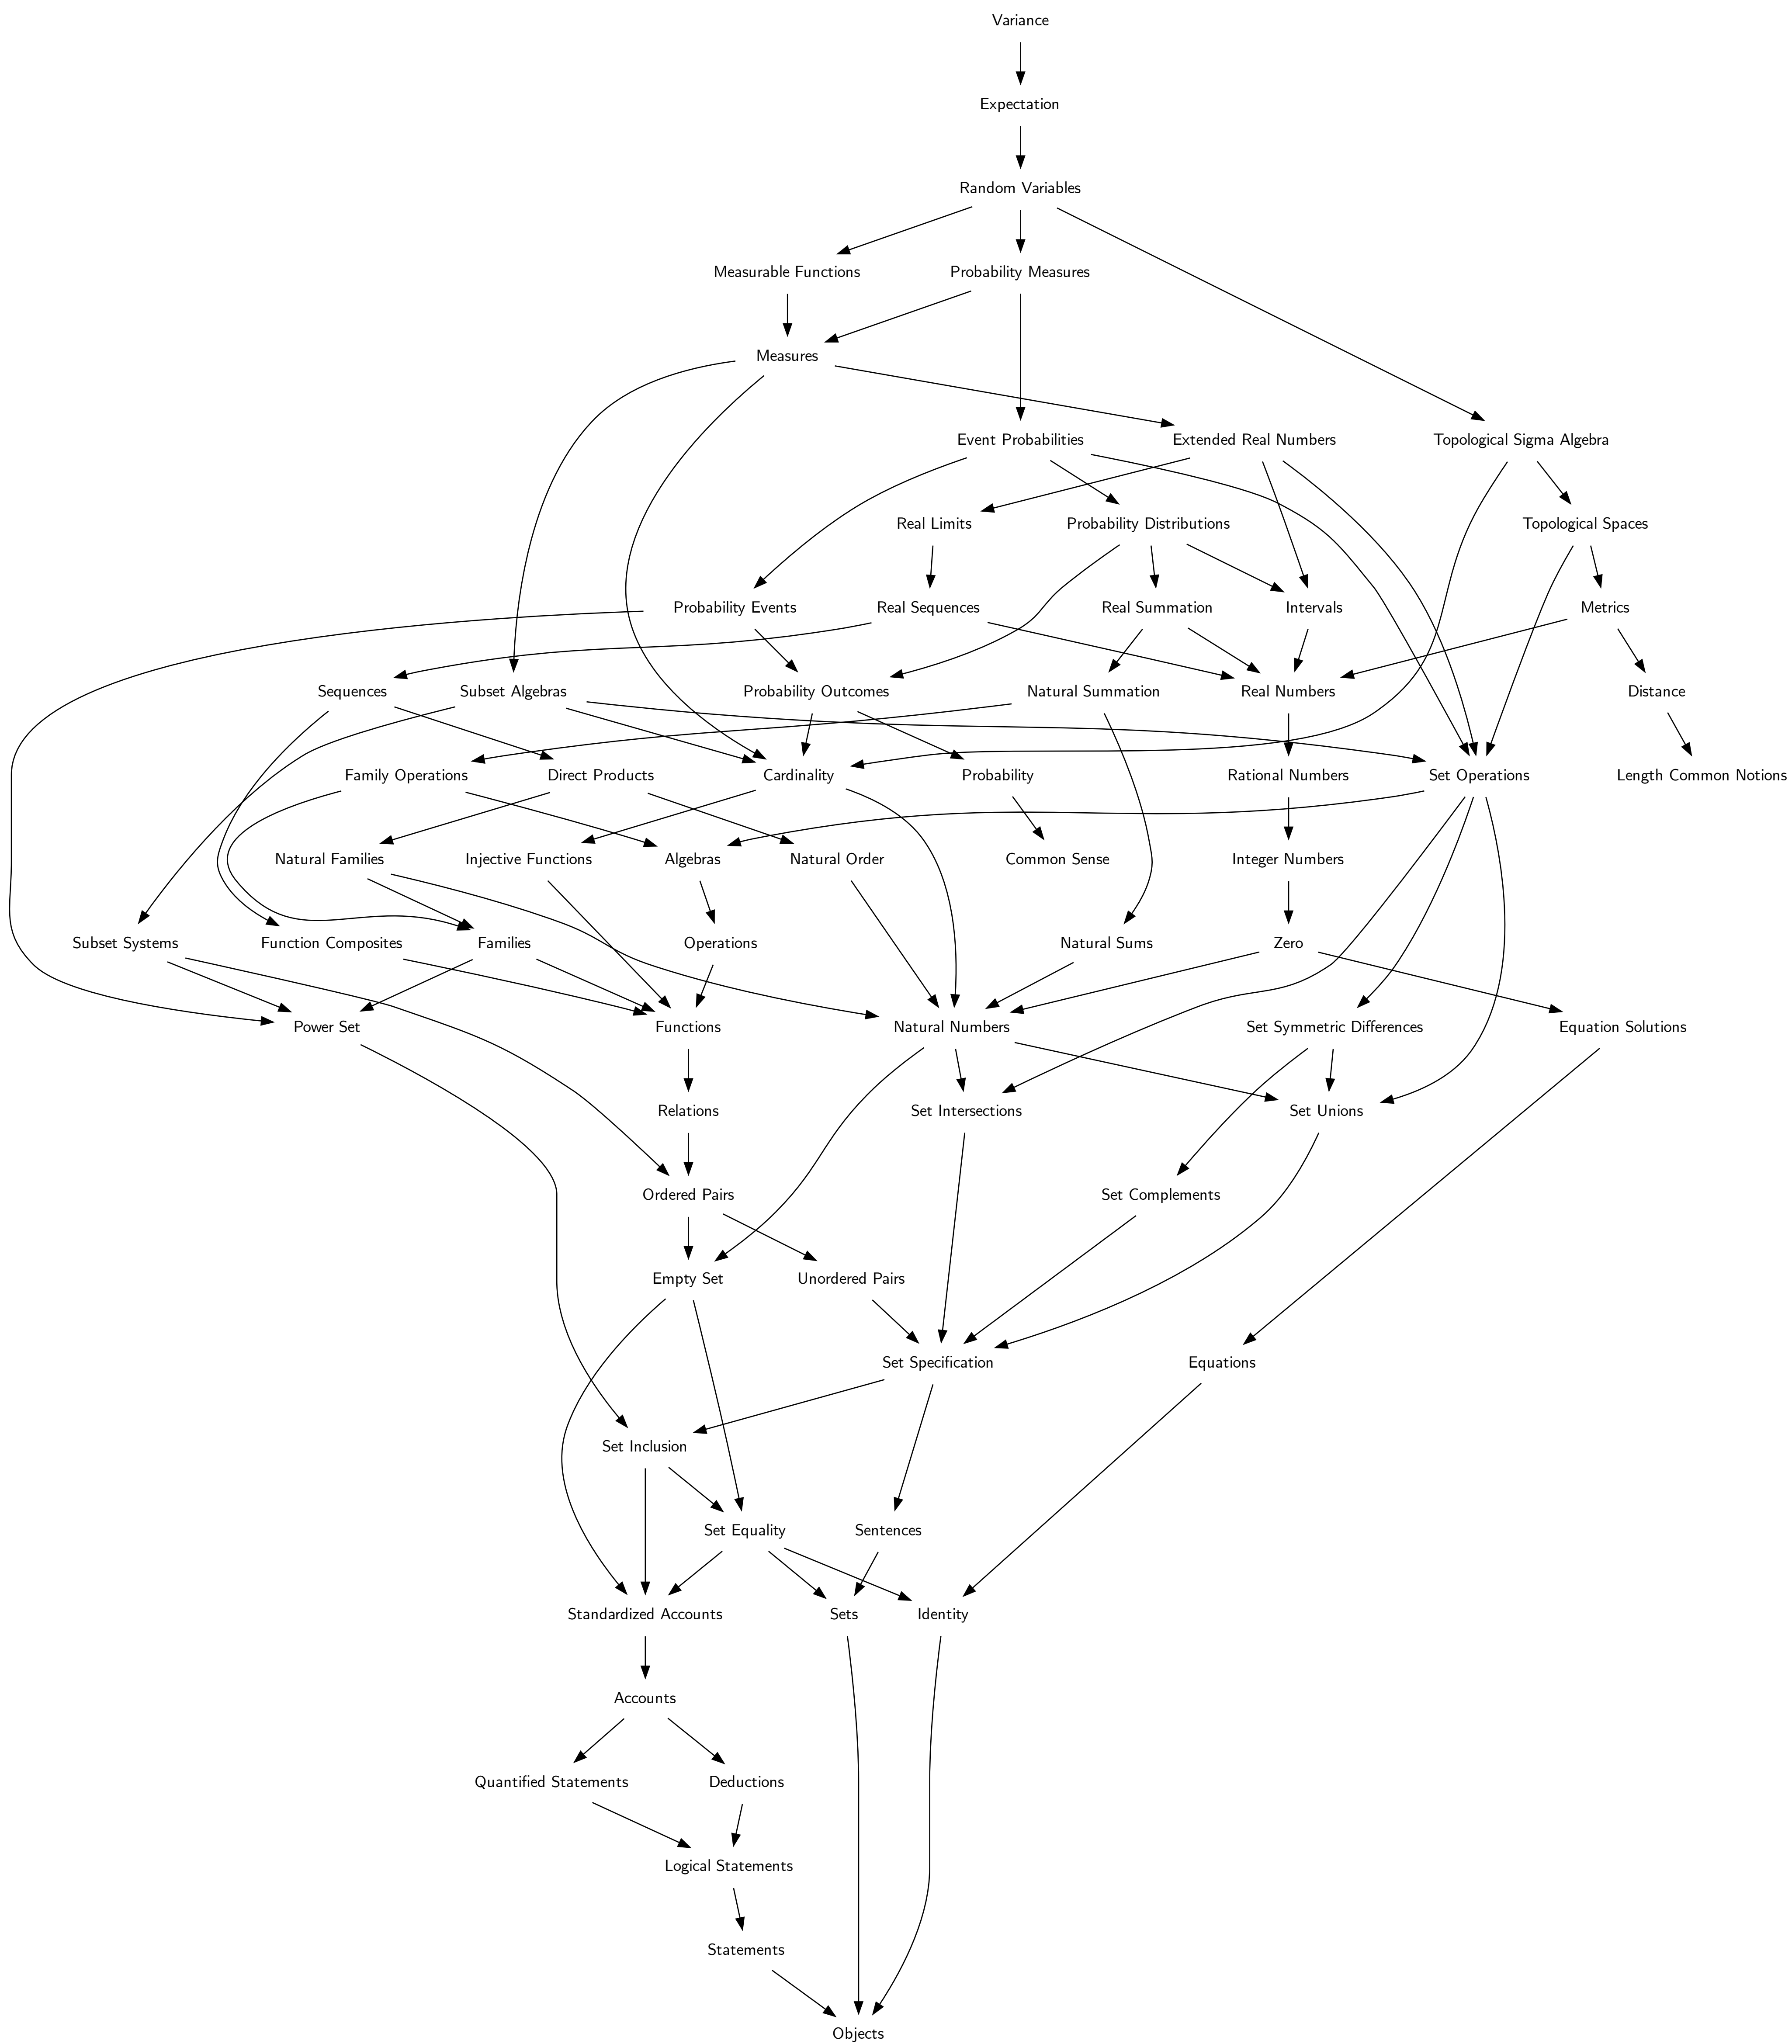 Variance
Expectation
Random Variables
Measurable Functions
Probability Measures
Measures
Event Probabilities
Extended Real Numbers
Topological Sigma Algebra
Real Limits
Probability Distributions
Topological Spaces
Probability Events
Real Sequences
Real Summation
Intervals
Metrics
Sequences
Subset Algebras
Probability Outcomes
Natural Summation
Real Numbers
Distance
Family Operations
Direct Products
Cardinality
Probability
Rational Numbers
Set Operations
Length Common Notions
Natural Families
Injective Functions
Algebras
Natural Order
Common Sense
Integer Numbers
Subset Systems
Function Composites
Families
Operations
Natural Sums
Zero
Power Set
Functions
Natural Numbers
Set Symmetric Differences
Equation Solutions
Relations
Set Intersections
Set Unions
Ordered Pairs
Set Complements
Empty Set
Unordered Pairs
Set Specification
Equations
Set Inclusion
Set Equality
Sentences
Standardized Accounts
Sets
Identity
Accounts
Quantified Statements
Deductions
Logical Statements
Statements
Objects